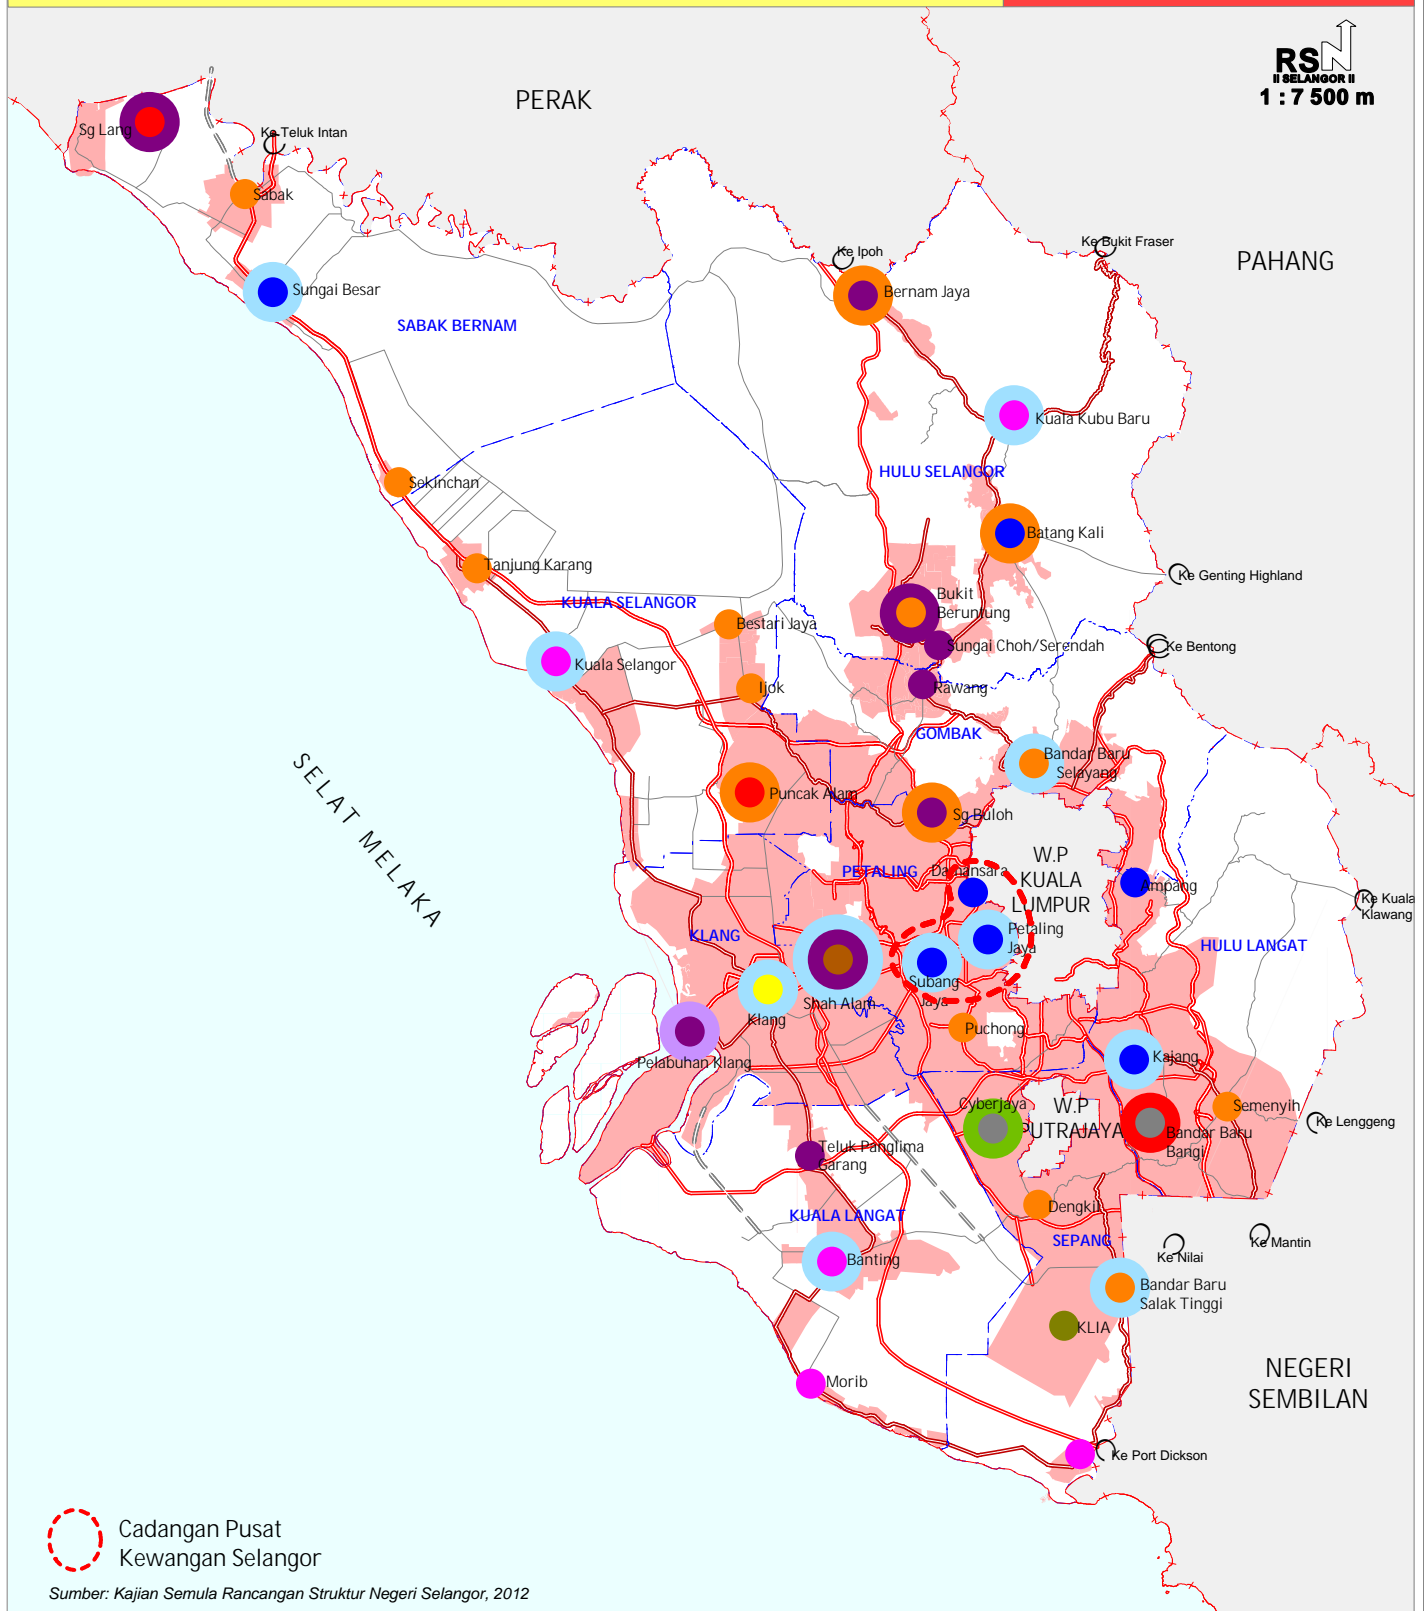 RSN
II SELANGOR II
1 : 7 500 m
PERAK
Sg Lang
Ke Teluk Intan
Sabak
Ke Ipoh
Ke Bukit Fraser
PAHANG
Sungai Besar
Bernam Jaya
SABAK BERNAM
Kuala Kubu Baru
HULU SELANGOR
Sekinchan
Batang Kali
Tanjung Karang
Ke Genting Highland
KUALA SELANGOR
Bukit
Beruntung
Bestari Jaya
Sungai Choh/Serendah
Ke Bentong
Kuala Selangor
Ijok
Rawang
GOMBAK
Bandar Baru
Selayang
SELAT MELAKA
Puncak Alam
Sg Buloh
W.P
KUALA
LUMPUR
PETALING
Damansara
Ampang
Ke Kuala
Klawang
KLANG
Petaling
Jaya
HULU LANGAT
Subang
Jaya
Shah Alam
Klang
Puchong
Pelabuhan Klang
Kajang
Cyberjaya
W.P
PUTRAJAYA
Semenyih
Ke Lenggeng
Bandar Baru
Bangi
Teluk Panglima
Garang
Dengkil
KUALA LANGAT
SEPANG
Ke Mantin
Ke Nilai
Banting
Bandar Baru
Salak Tinggi
KLIA
NEGERI
SEMBILAN
Morib
Ke Port Dickson
Cadangan Pusat
Kewangan Selangor
Sumber: Kajian Semula Rancangan Struktur Negeri Selangor, 2012